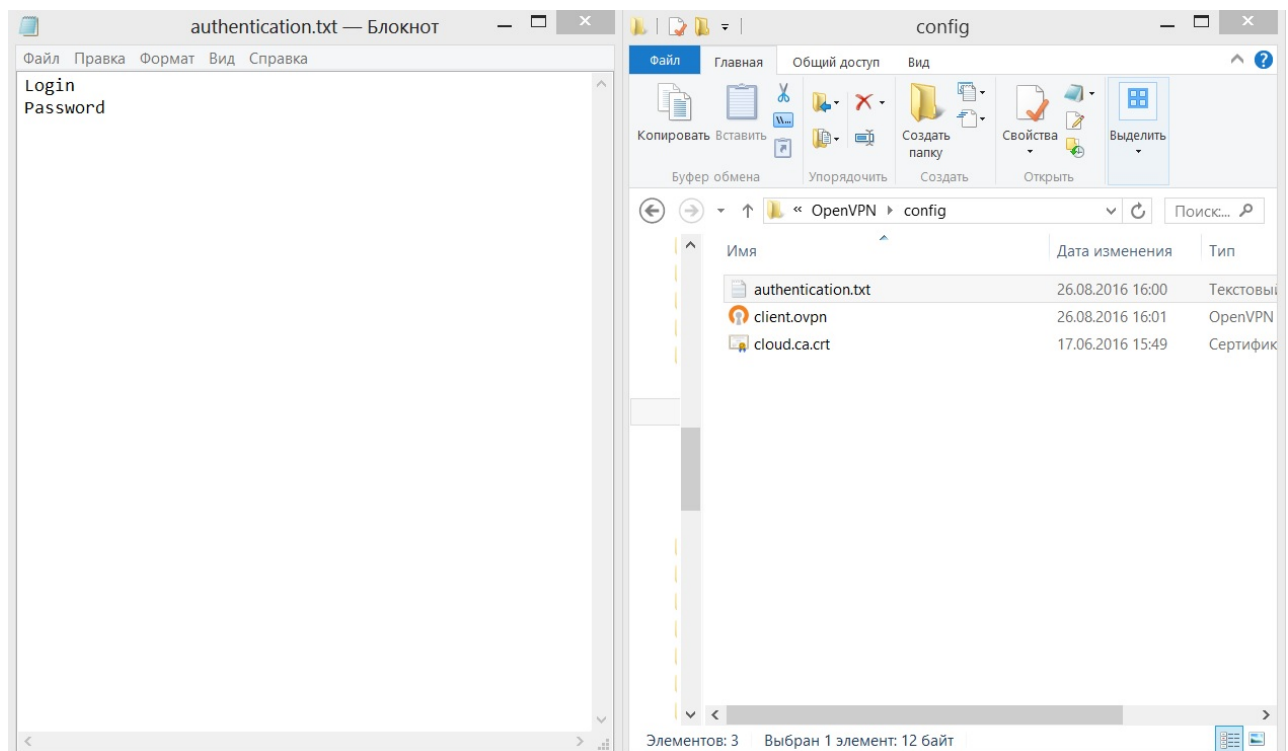 authentication.txt — Блокнот
Файл Правка Формат Вид Справка
Login
Password
config
Файл Главная Общий доступ Вид
Копировать Вставить
Создать папку
Свойства
Выделить
Буфер обмена Упорядочить Создать Открыть
« OpenVPN config Поиск:...
Имя Дата изменения Тип
authentication.txt 26.08.2016 16:00 Текстовый
client.ovpn 26.08.2016 16:01 OpenVPN
cloud.ca.crt 17.06.2016 15:49 Сертифик
Элементов: 3 Выбран 1 элемент: 12 байт